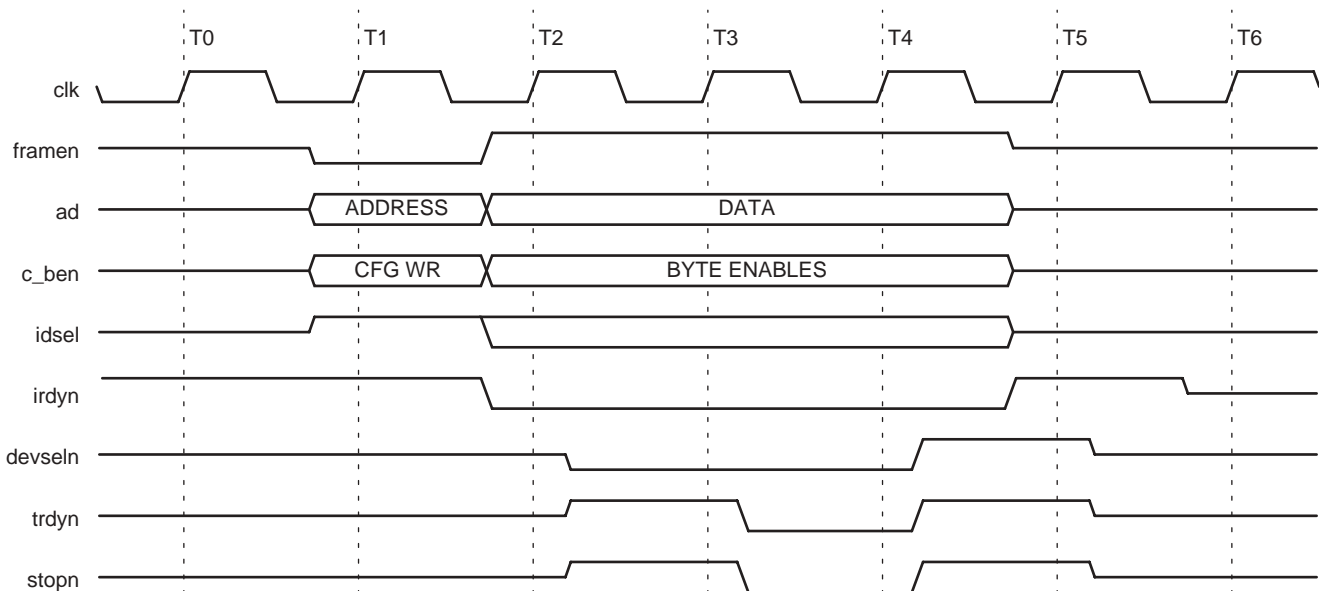 T0 T1 T2 T3 T4 T5 T6
clk
framen
ad ADDRESS DATA
c_ben CFG WR BYTE ENABLES
idsel
irdyn
devseln
trdyn
stopn